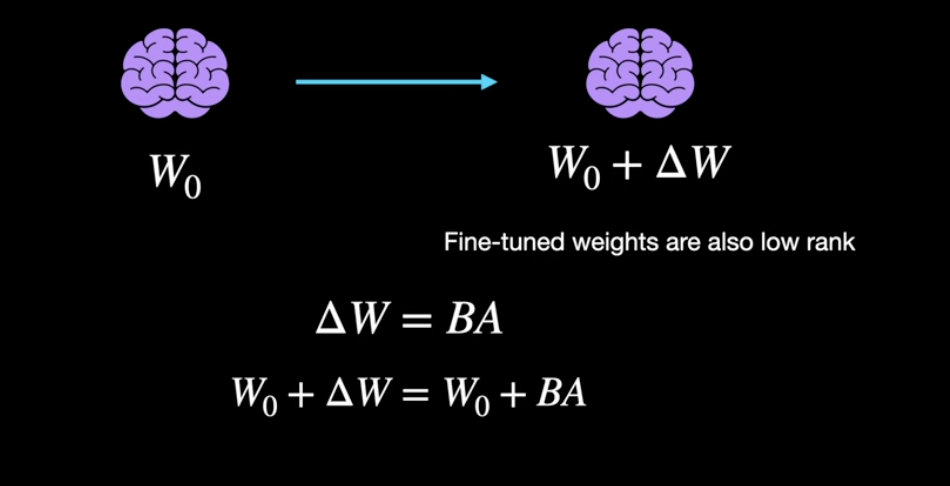 W₀
W₀ + ΔW
Fine-tuned weights are also low rank
ΔW = BA
W₀ + ΔW = W₀ + BA